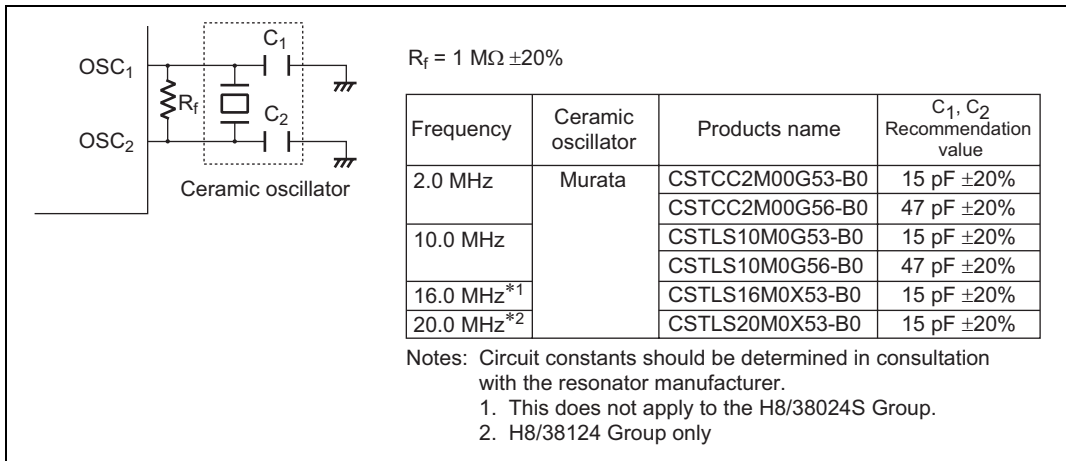 OSC1
OSC2
Rf
C1
C2
Ceramic oscillator
Rf = 1 MΩ ±20%
Frequency Ceramic oscillator Products name C1, C2 Recommendation value
2.0 MHz Murata CSTCC2M00G53-B0 15 pF ±20%
CSTCC2M00G56-B0 47 pF ±20%
10.0 MHz CSTLS10M0G53-B0 15 pF ±20%
CSTLS10M0G56-B0 47 pF ±20%
16.0 MHz*1 CSTLS16M0X53-B0 15 pF ±20%
20.0 MHz*2 CSTLS20M0X53-B0 15 pF ±20%
Notes: Circuit constants should be determined in consultation
with the resonator manufacturer.
1. This does not apply to the H8/38024S Group.
2. H8/38124 Group only